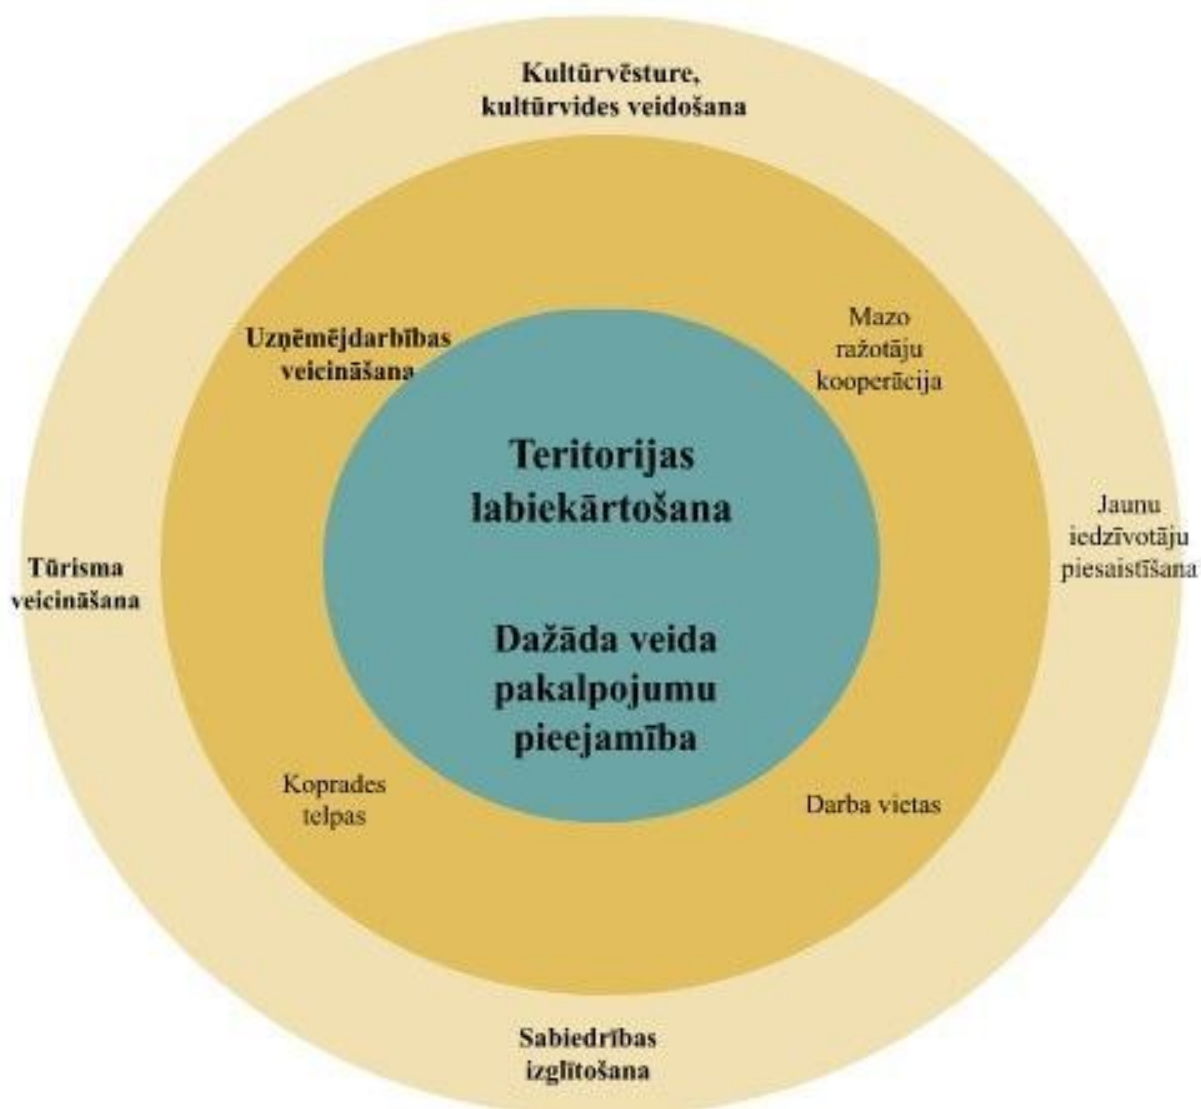 Kultūrvēsture,
kultūrvides veidošana
Uzņēmējdarbības
veicināšana
Mazo
ražotāju
kooperācija
Teritorijas
labiekārtošana
Jaunu
iedzīvotāju
piesaistīšana
Tūrisma
veicināšana
Dažāda veida
pakalpojumu
pieejamība
Koprades
telpas
Darba vietas
Sabiedrības
izglītošana